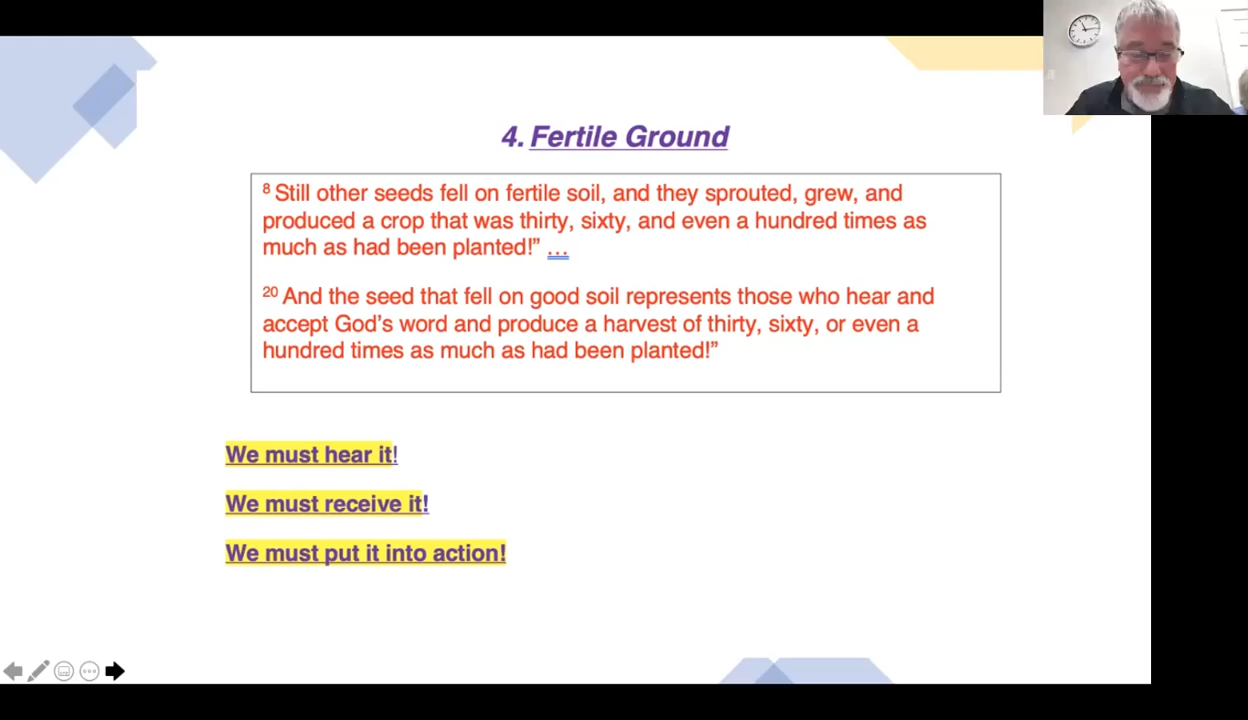 4. Fertile Ground
8 Still other seeds fell on fertile soil, and they sprouted, grew, and
produced a crop that was thirty, sixty, and even a hundred times as
much as had been planted!” ...
20 And the seed that fell on good soil represents those who hear and
accept God’s word and produce a harvest of thirty, sixty, or even a
hundred times as much as had been planted!”
We must hear it!
We must receive it!
We must put it into action!